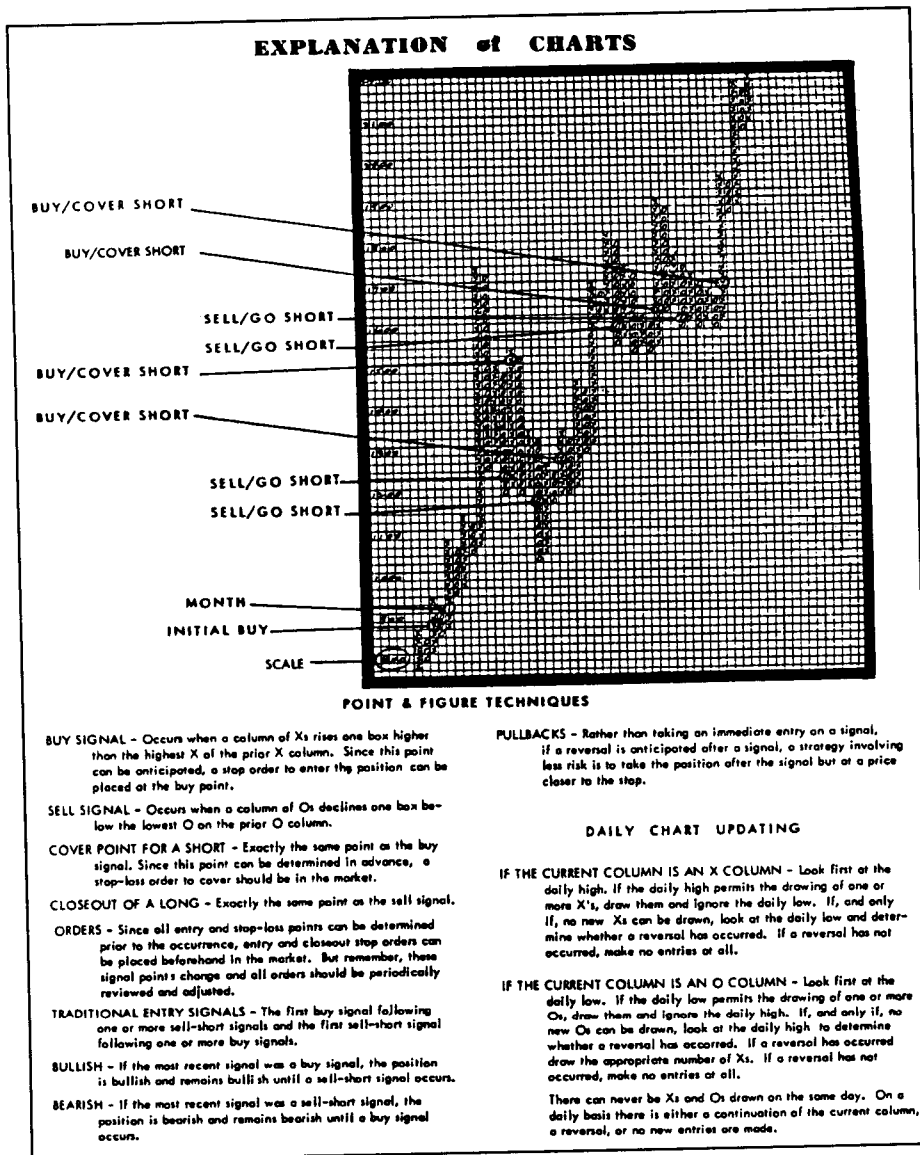 EXPLANATION of CHARTS
BUY/COVER SHORT
BUY/COVER SHORT
SELL/GO SHORT
SELL/GO SHORT
BUY/COVER SHORT
BUY/COVER SHORT
SELL/GO SHORT
SELL/GO SHORT
MONTH
INITIAL BUY
SCALE
POINT & FIGURE TECHNIQUES
BUY SIGNAL - Occurs when a column of Xs rises one box higher
than the highest X of the prior X column. Since this point
can be anticipated, a stop order to enter the position can be
placed at the buy point.
SELL SIGNAL - Occurs when a column of Os declines one box be-
low the lowest O on the prior O column.
COVER POINT FOR A SHORT - Exactly the same point as the buy
signal. Since this point can be determined in advance, a
stop-loss order to cover should be in the market.
CLOSEOUT OF A LONG - Exactly the same point as the sell signal.
ORDERS - Since all entry and stop-loss points can be determined
prior to the occurrence, entry and closeout stop orders can
be placed beforehand in the market. But remember, these
signal points change and all orders should be periodically
reviewed and adjusted.
TRADITIONAL ENTRY SIGNALS - The first buy signal following
one or more sell-short signals and the first sell-short signal
following one or more buy signals.
BULLISH - If the most recent signal was a buy signal, the position
is bullish and remains bullish until a sell-short signal occurs.
BEARISH - If the most recent signal was a sell-short signal, the
position is bearish and remains bearish until a buy signal
occurs.
PULLBACKS - Rather than taking an immediate entry on a signal,
if a reversal is anticipated after a signal, a strategy involving
less risk is to take the position after the signal but at a price
closer to the stop.
DAILY CHART UPDATING
IF THE CURRENT COLUMN IS AN X COLUMN - Look first at the
daily high. If the daily high permits the drawing of one or
more X's, draw them and ignore the daily low. If, and only
if, no new Xs can be drawn, look at the daily low and deter-
mine whether a reversal has occurred. If a reversal has not
occurred, make no entries at all.
IF THE CURRENT COLUMN IS AN O COLUMN - Look first at the
daily low. If the daily low permits the drawing of one or more
Os, draw them and ignore the daily high. If, and only if, no
new Os can be drawn, look at the daily high to determine
whether a reversal has occurred. If a reversal has occurred
draw the appropriate number of Xs. If a reversal has not
occurred, make no entries at all.
There can never be Xs and Os drawn on the same day. On a
daily basis there is either a continuation of the current column,
a reversal, or no new entries are made.